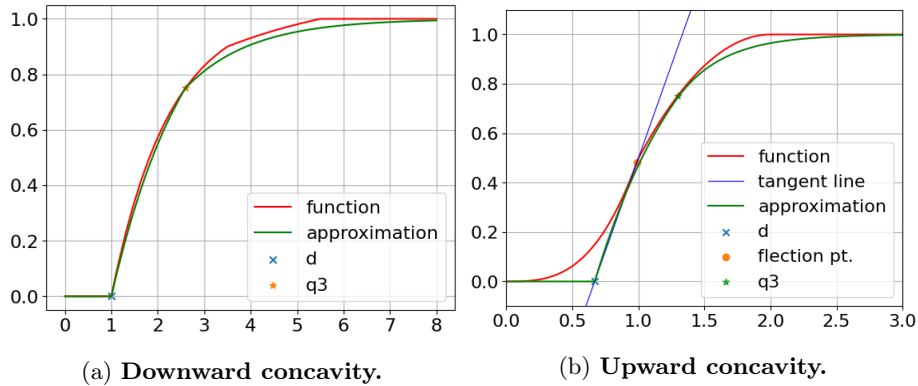 1.0
0.8
0.6
0.4
0.2
0.0
function
approximation
d
q3
0 1 2 3 4 5 6 7 8
(a) Downward concavity.
1.0
0.8
0.6
0.4
0.2
0.0
function
tangent line
approximation
d
flection pt.
q3
0.0 0.5 1.0 1.5 2.0 2.5 3.0
(b) Upward concavity.